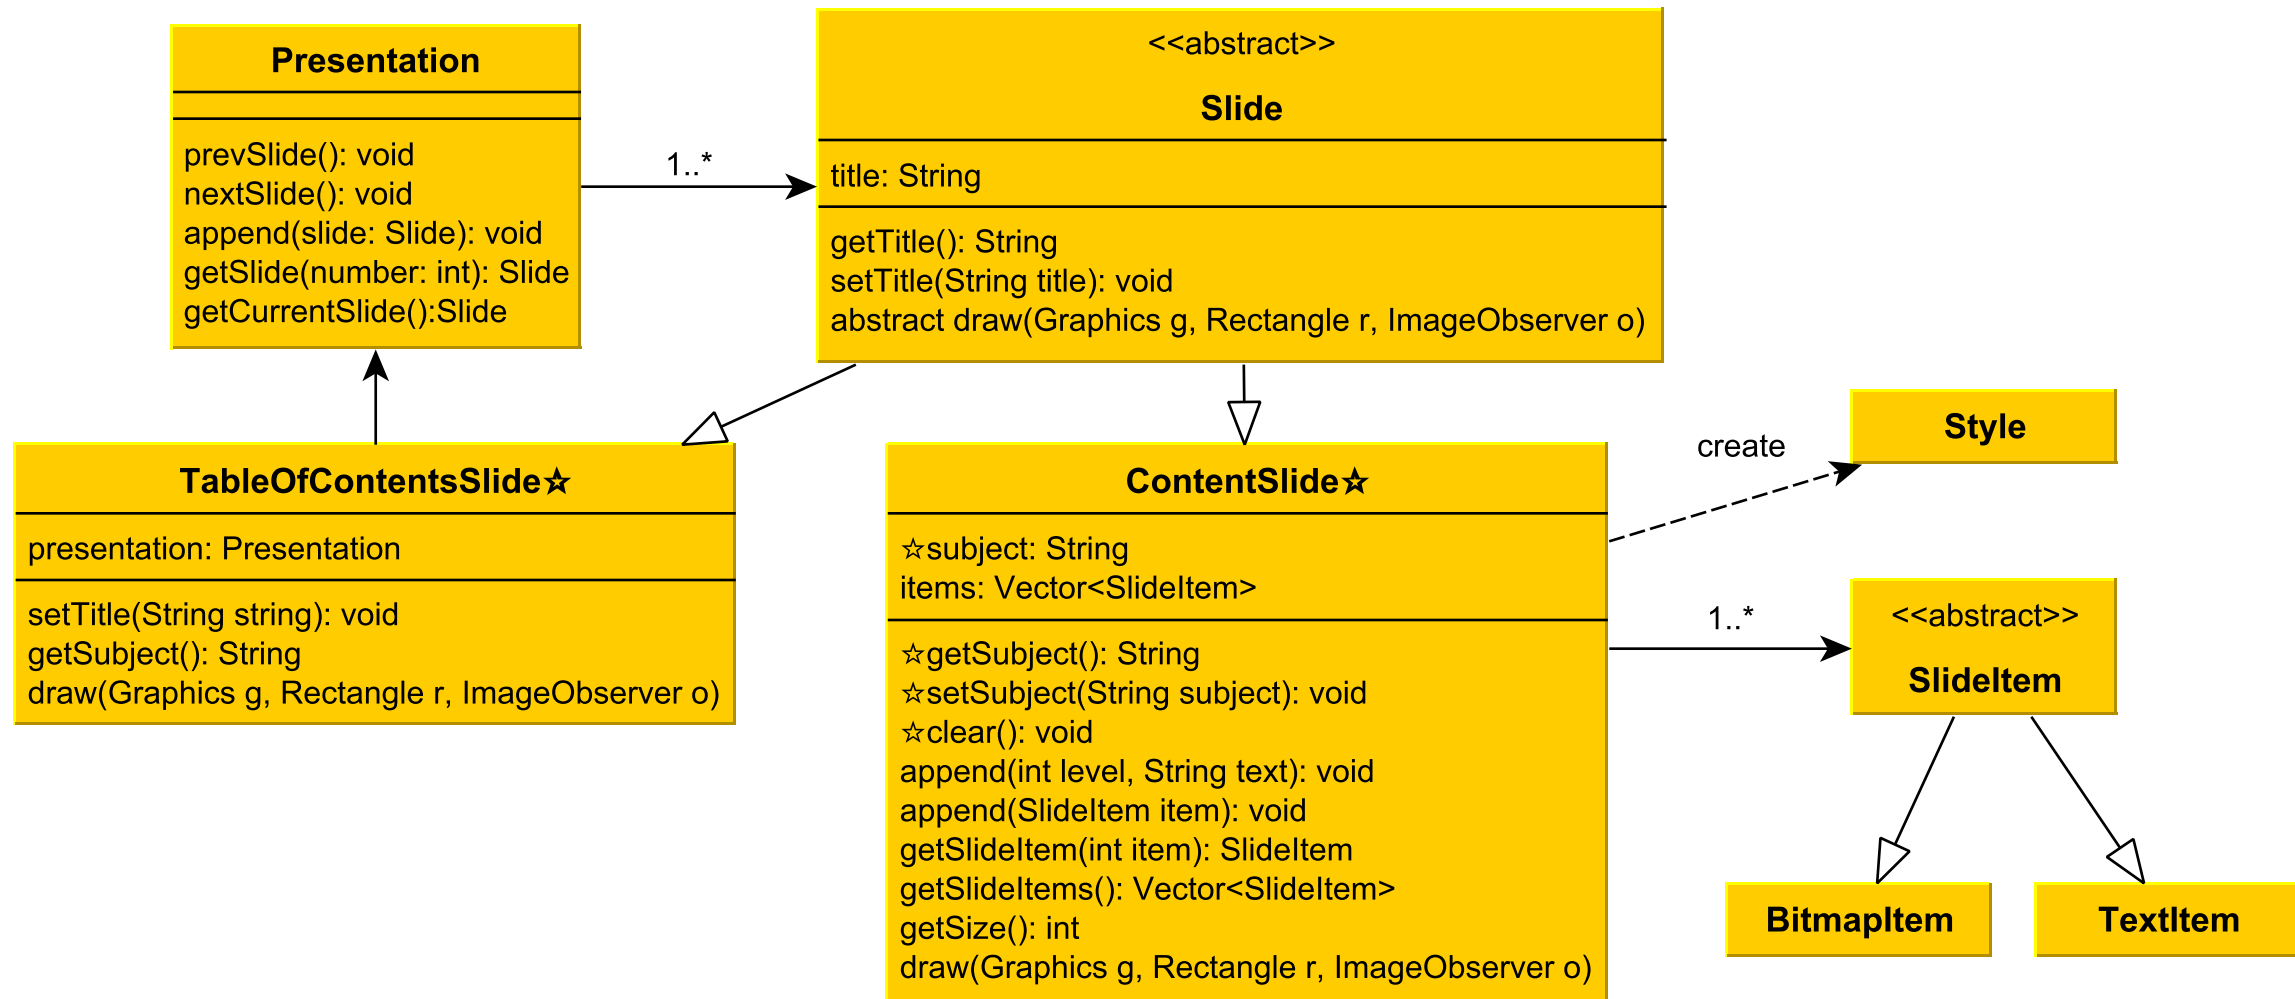 Presentation
prevSlide(): void
nextSlide(): void
append(slide: Slide): void
getSlide(number: int): Slide
getCurrentSlide():Slide
1..*
<<abstract>>
Slide
title: String
getTitle(): String
setTitle(String title): void
abstract draw(Graphics g, Rectangle r, ImageObserver o)
TableOfContentsSlide☆
presentation: Presentation
setTitle(String string): void
getSubject(): String
draw(Graphics g, Rectangle r, ImageObserver o)
ContentSlide☆
☆subject: String
items: Vector<SlideItem>
☆getSubject(): String
☆setSubject(String subject): void
☆clear(): void
append(int level, String text): void
append(SlideItem item): void
getSlideItem(int item): SlideItem
getSlideItems(): Vector<SlideItem>
getSize(): int
draw(Graphics g, Rectangle r, ImageObserver o)
create
Style
1..*
<<abstract>>
SlideItem
BitmapItem
TextItem